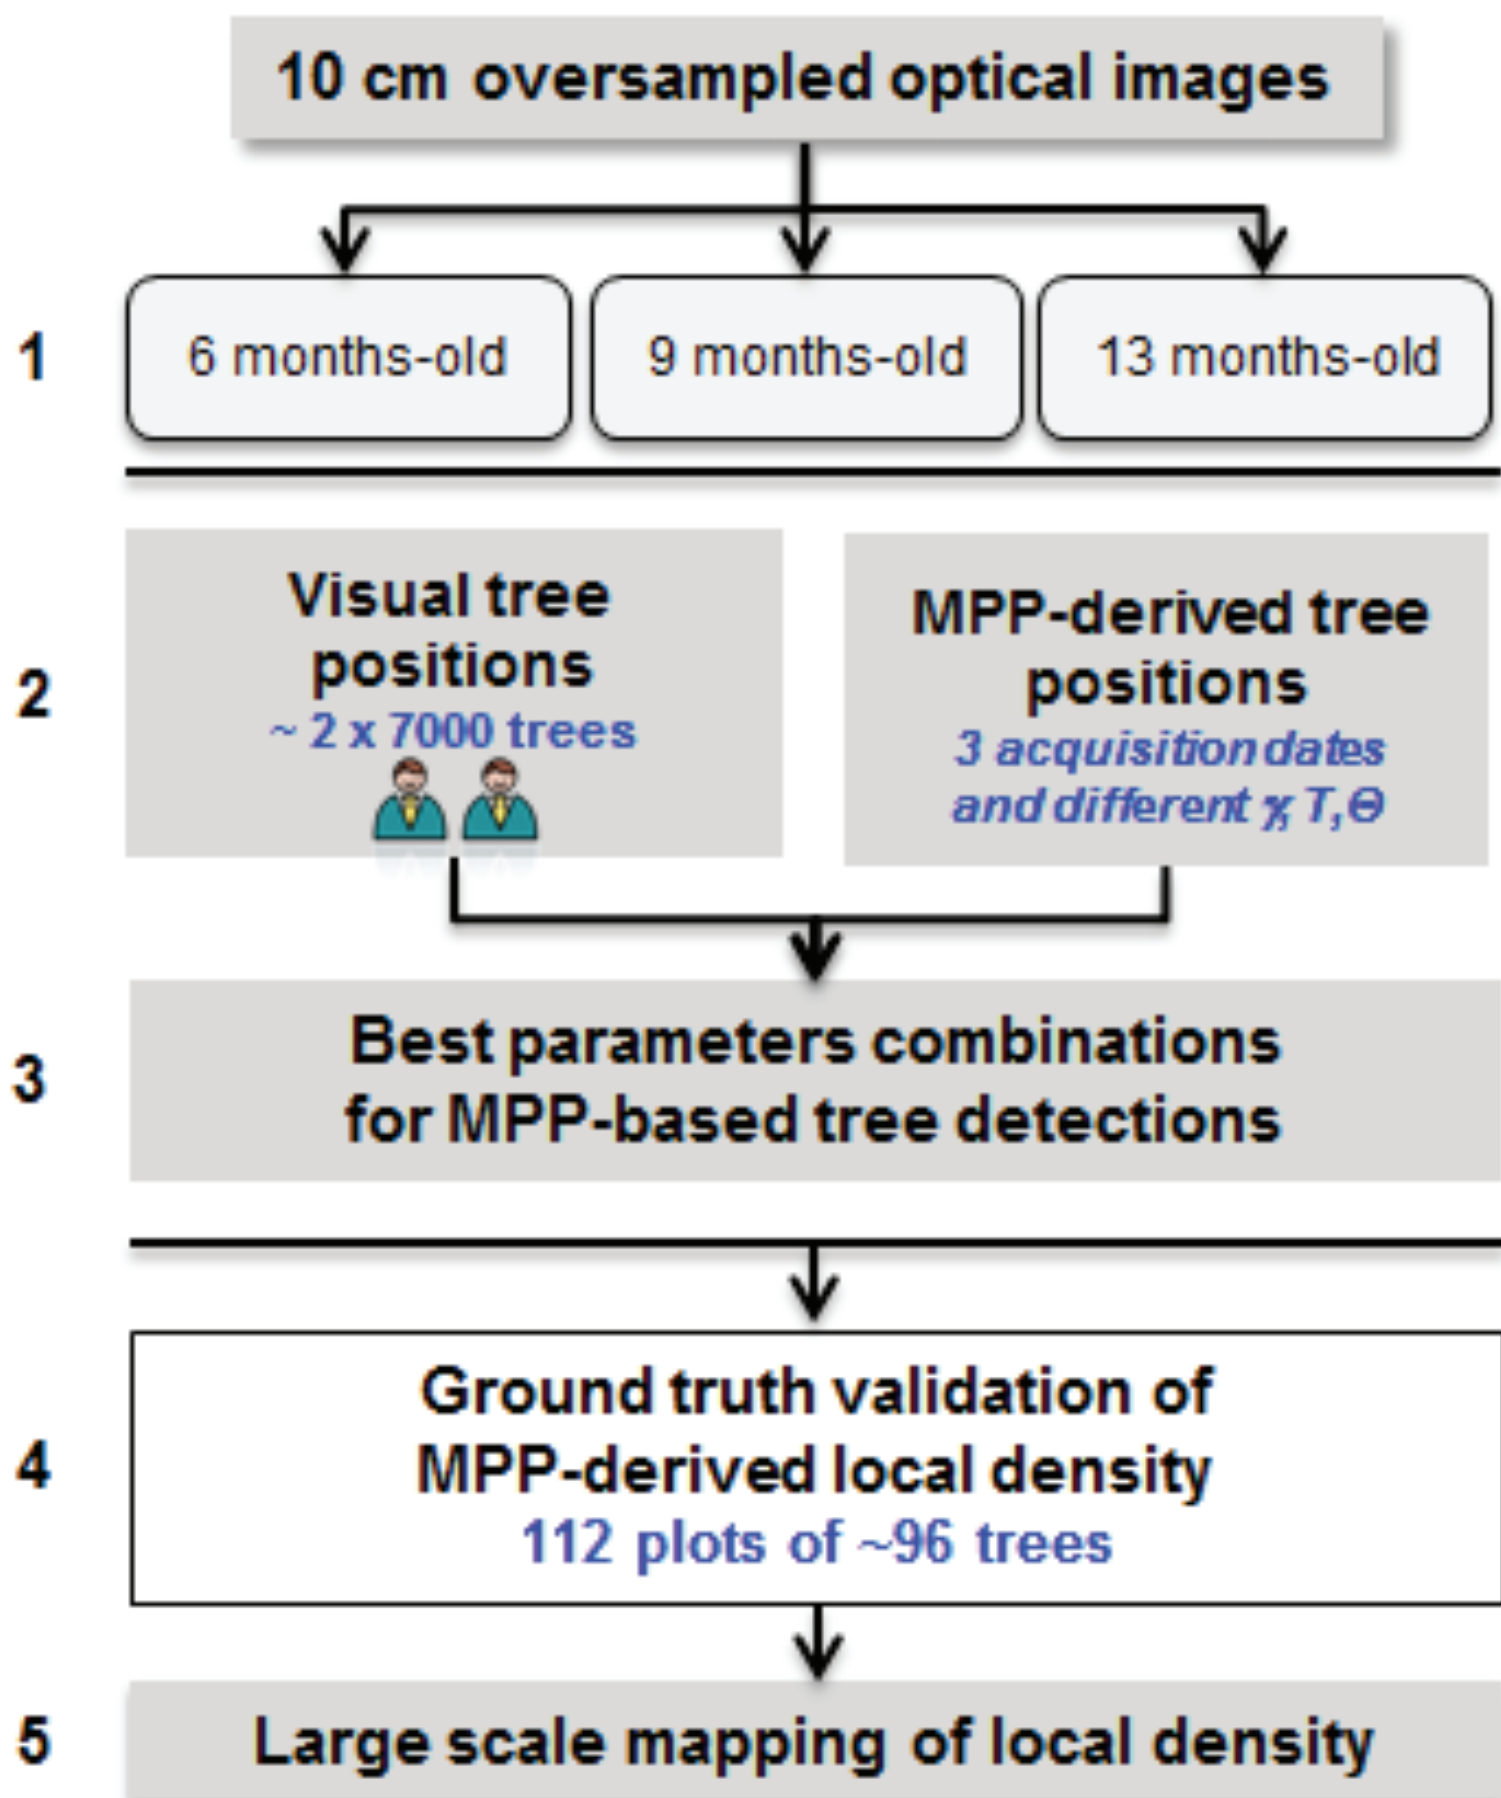 10 cm oversampled optical images
1
6 months-old
9 months-old
13 months-old
2
Visual tree
positions
~ 2 x 7000 trees
MPP-derived tree
positions
3 acquisition dates
and different γ, T, Θ
3
Best parameters combinations
for MPP-based tree detections
4
Ground truth validation of
MPP-derived local density
112 plots of ~96 trees
5
Large scale mapping of local density